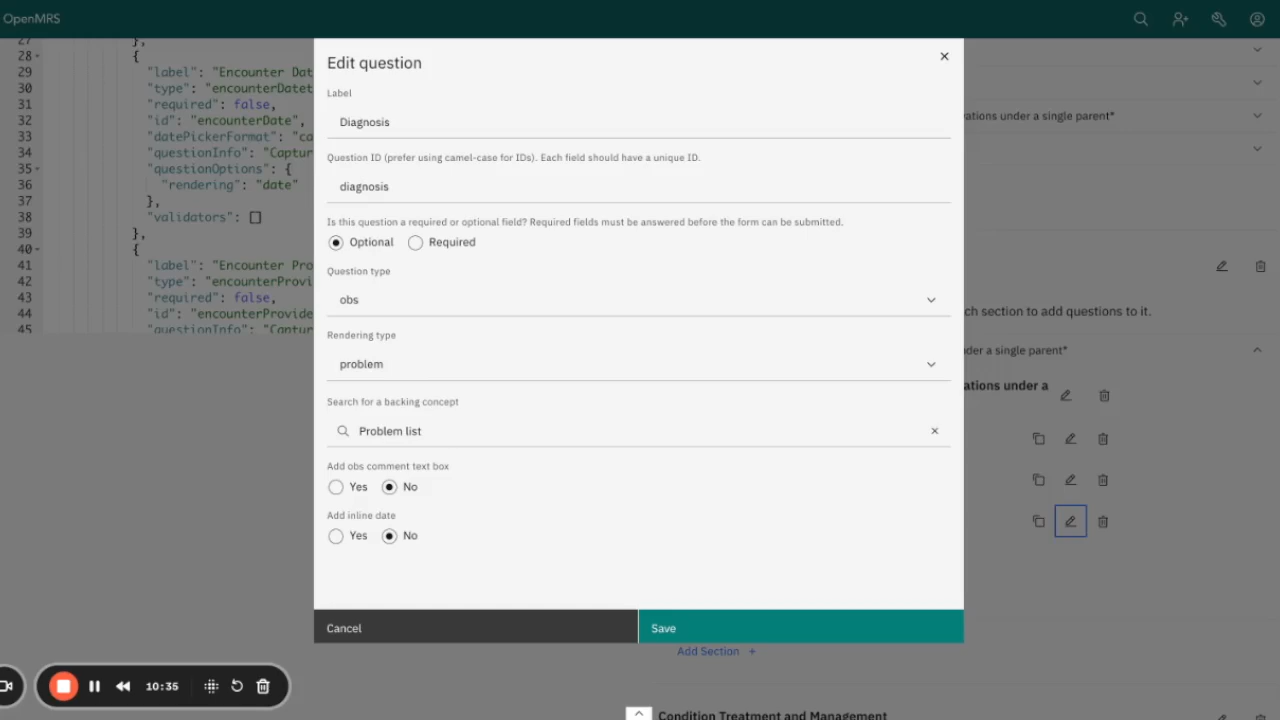 OpenMRS
27 },
28 {
29 "label": "Encounter Dat
30 "type": "encounterDatet
31 "required": false,
32 "id": "encounterDate",
33 "datePickerFormat": "ca
34 "questionInfo": "Captur
35 "questionOptions": {
36 "rendering": "date"
37 },
38 "validators": []
39 },
40 {
41 "label": "Encounter Pro
42 "type": "encounterProvi
43 "required": false,
44 "id": "encounterProvide
45 "questionInfo": "Captur
Edit question
Label
Diagnosis
Question ID (prefer using camel-case for IDs). Each field should have a unique ID.
diagnosis
Is this question a required or optional field? Required fields must be answered before the form can be submitted.
Optional Required
Question type
obs
Rendering type
problem
Search for a backing concept
Problem list
Add obs comment text box
Yes No
Add inline date
Yes No
Cancel Save
ations under a single parent*
ch section to add questions to it.
der a single parent*
ations under a
Add Section +
10:35
Condition Treatment and Management